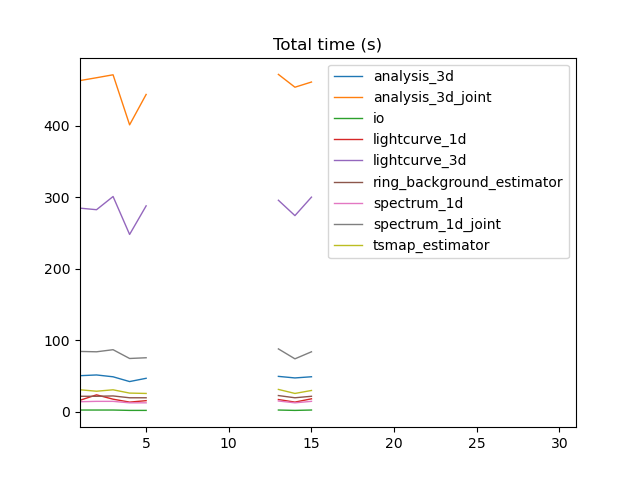 Total time (s)
analysis_3d
analysis_3d_joint
io
lightcurve_1d
lightcurve_3d
ring_background_estimator
spectrum_1d
spectrum_1d_joint
tsmap_estimator
400
300
200
100
0
5 10 15 20 25 30